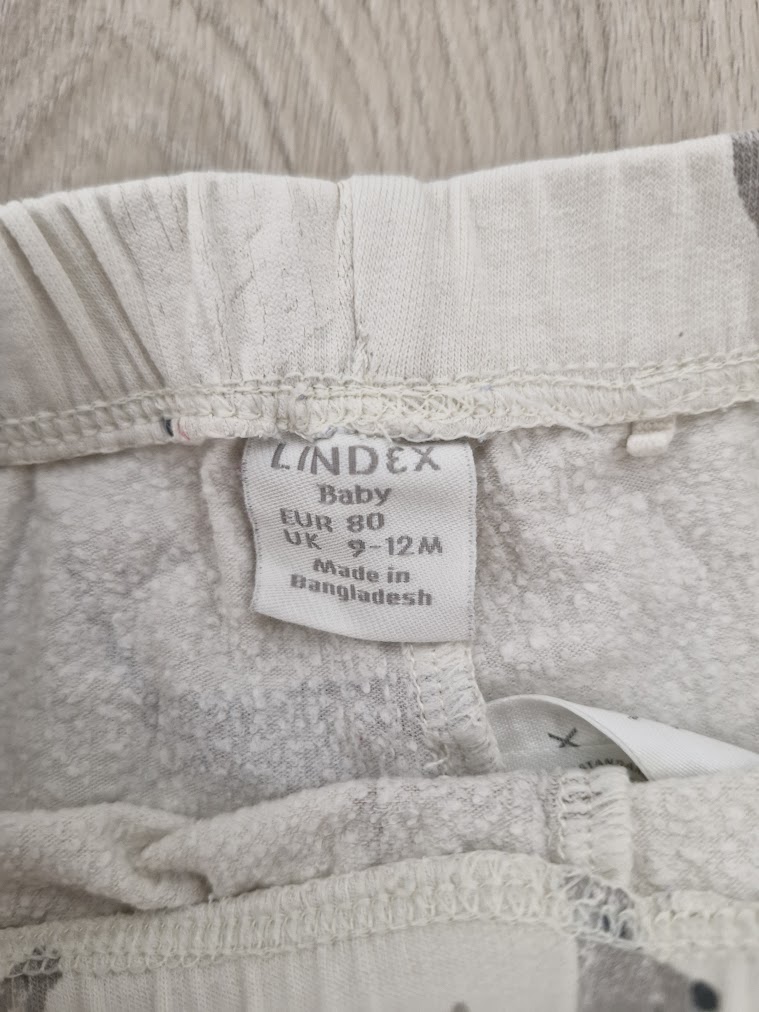 LINDEX
Baby
EUR 80
UK 9-12M
Made in
Bangladesh